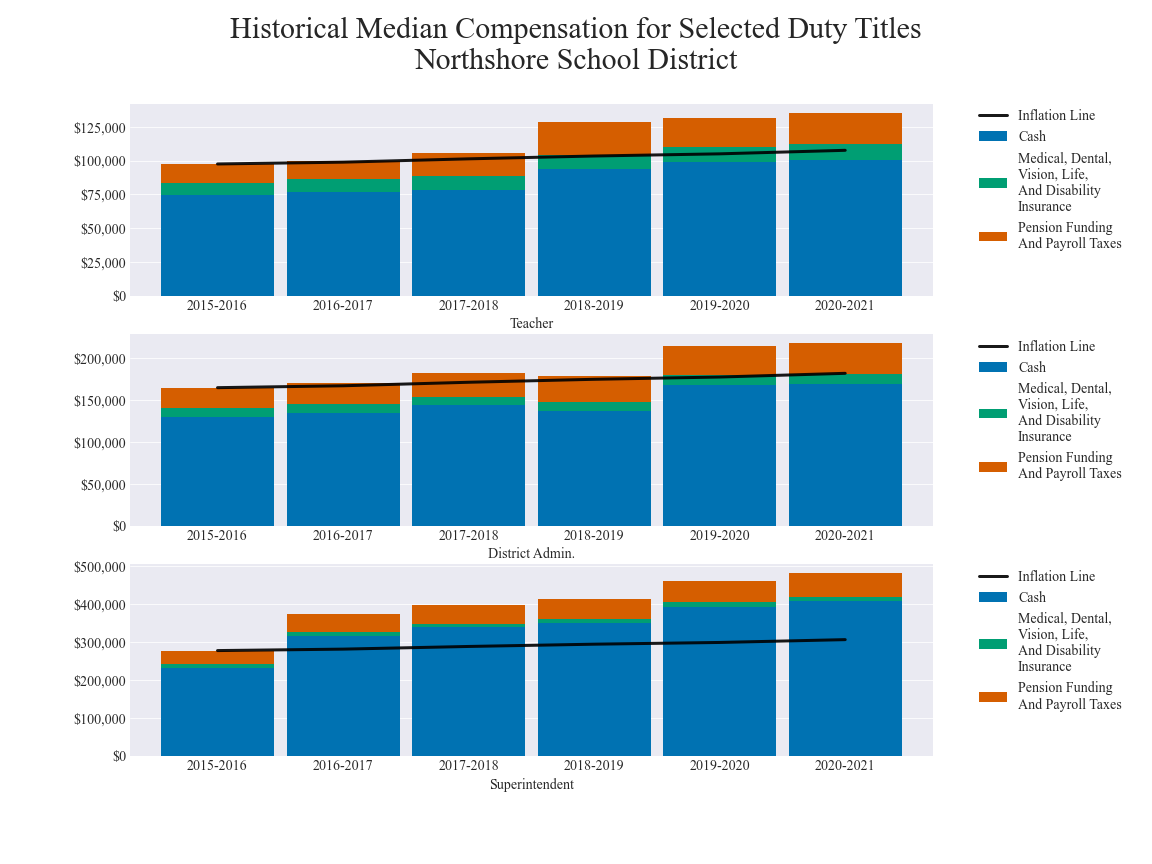 Historical Median Compensation for Selected Duty Titles
Northshore School District
$125,000
$100,000
$75,000
$50,000
$25,000
$0
2015-2016 2016-2017 2017-2018 2018-2019 2019-2020 2020-2021
Teacher
Inflation Line
Cash
Medical, Dental,
Vision, Life,
And Disability
Insurance
Pension Funding
And Payroll Taxes
$200,000
$150,000
$100,000
$50,000
$0
2015-2016 2016-2017 2017-2018 2018-2019 2019-2020 2020-2021
District Admin.
Inflation Line
Cash
Medical, Dental,
Vision, Life,
And Disability
Insurance
Pension Funding
And Payroll Taxes
$500,000
$400,000
$300,000
$200,000
$100,000
$0
2015-2016 2016-2017 2017-2018 2018-2019 2019-2020 2020-2021
Superintendent
Inflation Line
Cash
Medical, Dental,
Vision, Life,
And Disability
Insurance
Pension Funding
And Payroll Taxes